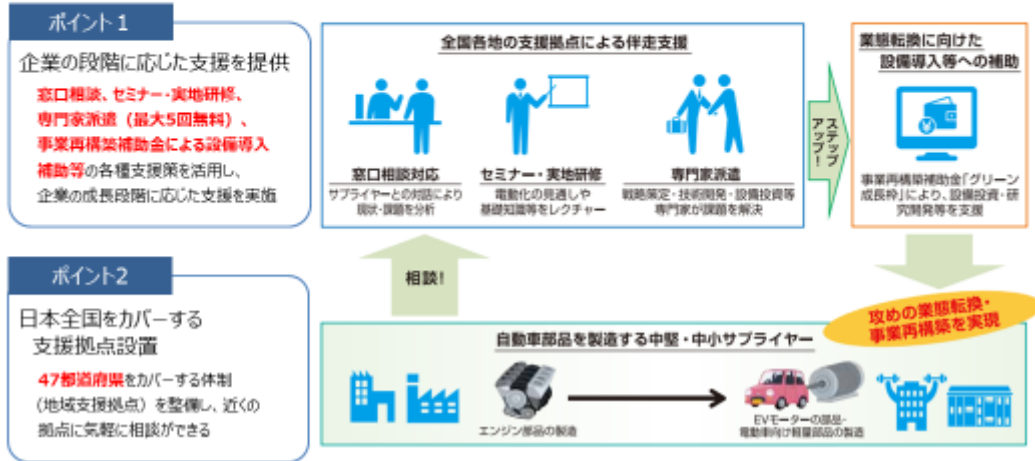 ポイント1
企業の段階に応じた支援を提供
窓口相談、セミナー・実地研修、
専門家派遣（最大5回無料）、
事業再構築補助金による設備導入
補助等の各種支援策を活用し、
企業の成長段階に応じた支援を実施
全国各地の支援拠点による伴走支援
窓口相談対応
サプライヤーとの対話により
現状・課題を分析
セミナー・実地研修
電動化の見通しや
基礎知識等をレクチャー
専門家派遣
戦略策定・技術開発・設備投資等
専門家が課題を解決
ステップ
アップ!
業態転換に向けた
設備導入等への補助
事業再構築補助金「グリーン
成長枠」により、設備投資・研
究開発等を支援
相談!
ポイント2
日本全国をカバーする
支援拠点設置
47都道府県をカバーする体制
（地域支援拠点）を整備し、近くの
拠点に気軽に相談ができる
攻めの業態転換・
事業再構築を実現
自動車部品を製造する中堅・中小サプライヤー
エンジン部品の製造
EVモーターの部品・
電動車向け軽量部品の製造